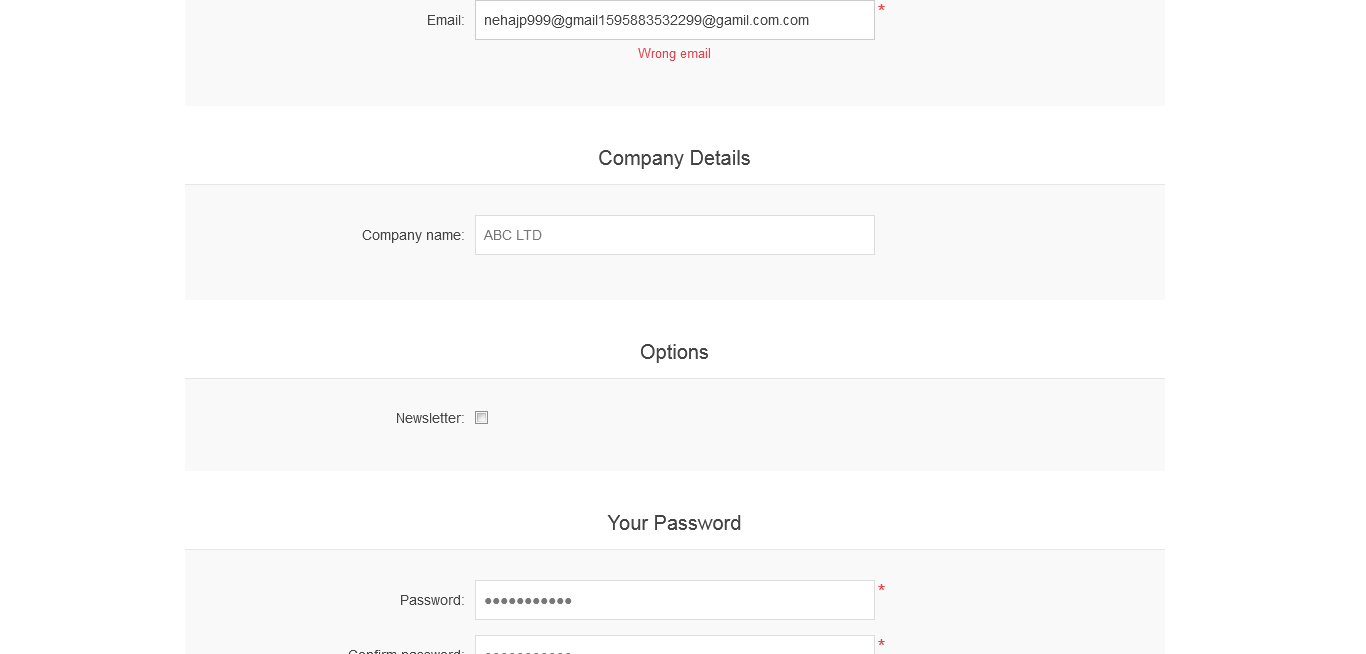 Email: nehajp999@gmail1595883532299@gamil.com.com *
Wrong email
Company Details
Company name: ABC LTD
Options
Newsletter:
Your Password
Password: ●●●●●●●●●●● *
Confirm password: ●●●●●●●●●●● *